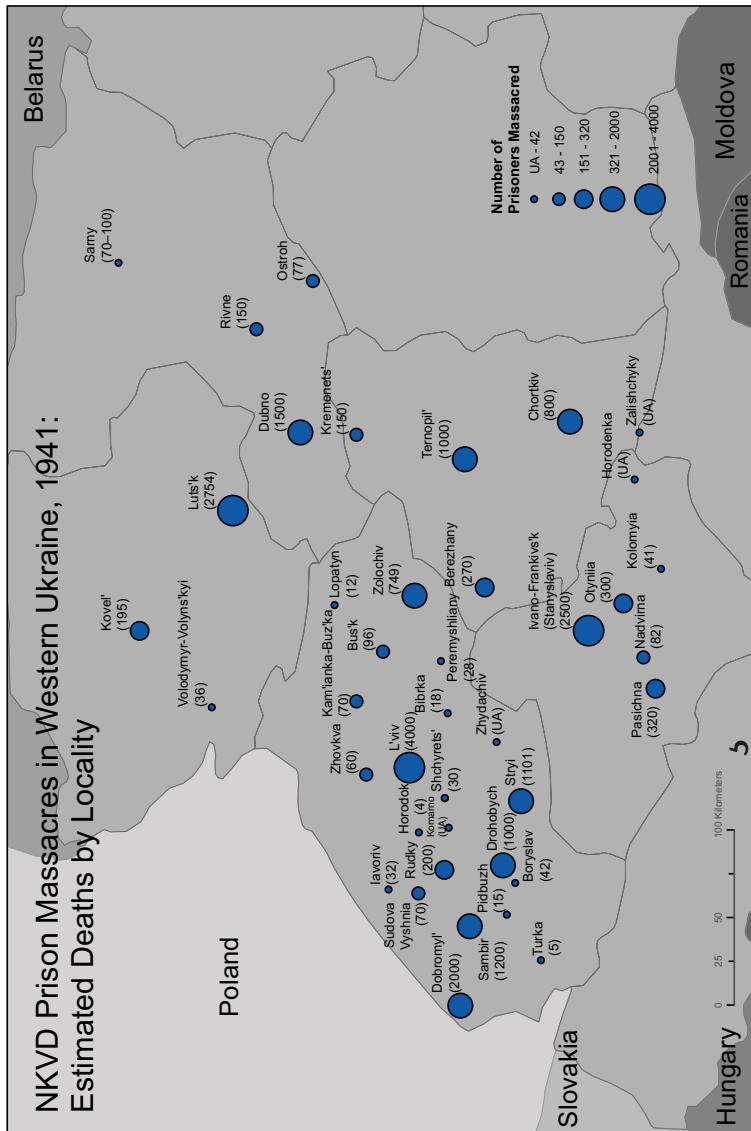 NKVD Prison Massacres in Western Ukraine, 1941:
Estimated Deaths by Locality
Belarus
Poland
Slovakia
Hungary
Romania
Moldova
Sarny
(70–100)
Kovel'
(195)
Rivne
(150)
Volodymyr-Volyns'kyi
(36)
Luts'k
(2754)
Ostroh
(77)
Dubno
(1500)
Lopatyn
(12)
Kremenets'
(150)
Kam'ianka-Buz'ka
(70)
Zhovkva
(60)
Bus'k
(96)
Iavoriv
(32)
Sudova
Vyshnia
(70)
Horodok
(4)
L'viv
(4000)
Zolochiv
(749)
Rudky
(200)
Komarno
(UA)
Shchyrets'
(30)
Bibrka
(18)
Peremyshliany
(28)
Ternopil'
(1000)
Dobromyl'
(2000)
Sambir
(1200)
Berezhany
(270)
Zhydachiv
(UA)
Pidbuzh
(15)
Drohobych
(1000)
Boryslav
(42)
Stryi
(1101)
Turka
(5)
Chortkiv
(800)
Ivano-Frankivs'k
(Stanyslaviv)
(2500)
Otyniia
(300)
Horodenka
(UA)
Zalishchyky
(UA)
Nadvirna
(82)
Kolomyia
(41)
Pasichna
(320)
Number of
Prisoners Massacred
UA - 42
43 - 150
151 - 320
321 - 2000
2001 - 4000
0 25 50 100 Kilometers
5